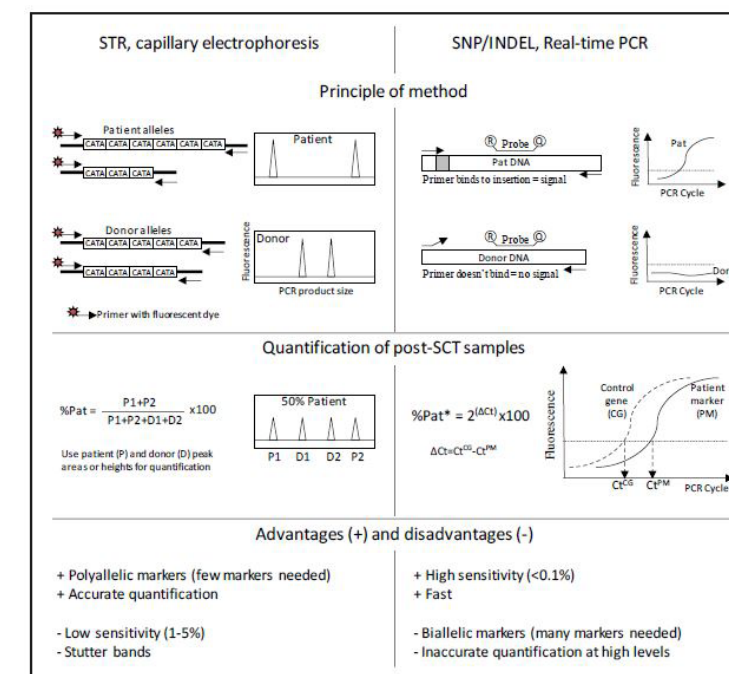 STR, capillary electrophoresis
SNP/INDEL, Real-time PCR
Principle of method
Patient alleles
CATA CATA CATA CATA CATA CATA
CATA CATA CATA
Patient
Donor alleles
CATA CATA CATA CATA CATA
CATA CATA CATA CATA
Fluorescence
Donor
PCR product size
Primer with fluorescent dye
R Probe Q
Pat DNA
Primer binds to insertion = signal
Fluorescence
Pat
PCR Cycle
R Probe Q
Donor DNA
Primer doesn't bind = no signal
Fluorescence
Don
PCR Cycle
Quantification of post-SCT samples
%Pat = P1+P2 / P1+P2+D1+D2 x100
Use patient (P) and donor (D) peak
areas or heights for quantification
50% Patient
P1 D1 D2 P2
%Pat* = 2^(ΔCt) x100
ΔCt=Ct^CG-Ct^PM
Fluorescence
Control
gene
(CG)
Patient
marker
(PM)
Ct^CG Ct^PM PCR Cycle
Advantages (+) and disadvantages (-)
+ Polyallelic markers (few markers needed)
+ Accurate quantification
- Low sensitivity (1-5%)
- Stutter bands
+ High sensitivity (<0.1%)
+ Fast
- Biallelic markers (many markers needed)
- Inaccurate quantification at high levels